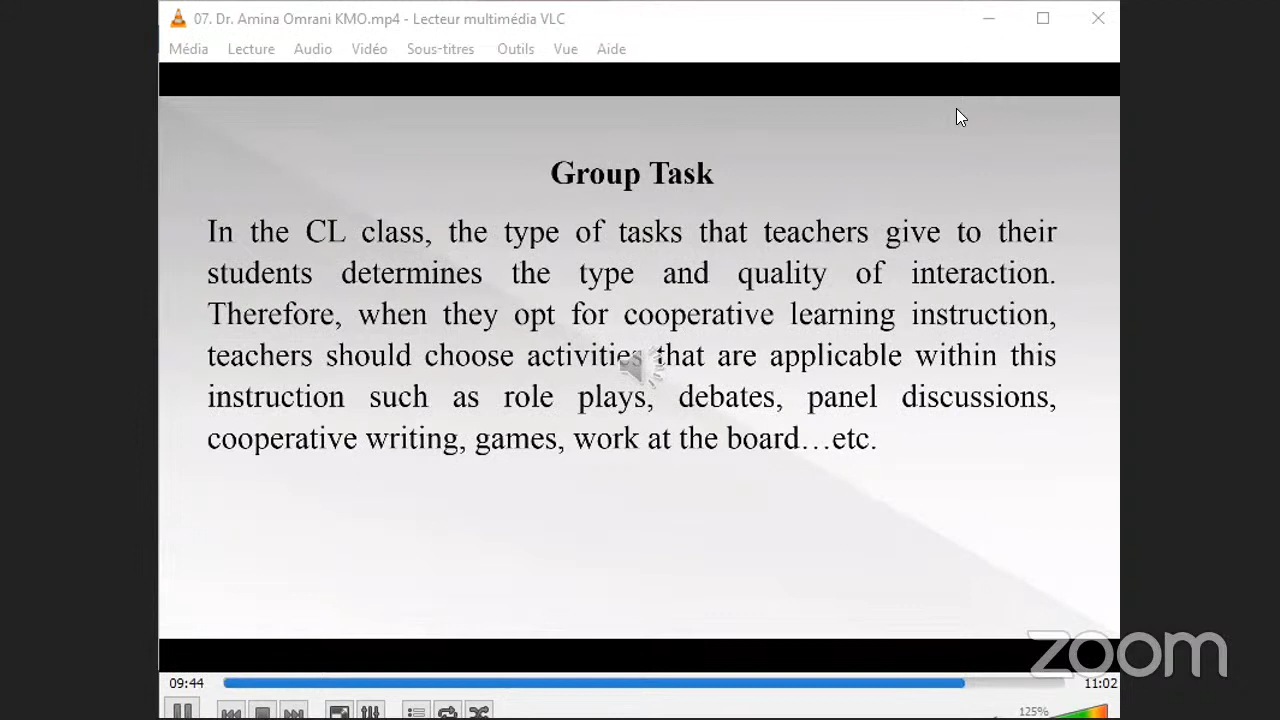 07. Dr. Amina Omrani KMO.mp4 - Lecteur multimédia VLC
Média Lecture Audio Vidéo Sous-titres Outils Vue Aide
Group Task
In the CL class, the type of tasks that teachers give to their
students determines the type and quality of interaction.
Therefore, when they opt for cooperative learning instruction,
teachers should choose activities that are applicable within this
instruction such as role plays, debates, panel discussions,
cooperative writing, games, work at the board…etc.
zoom
09:44 11:02
125%